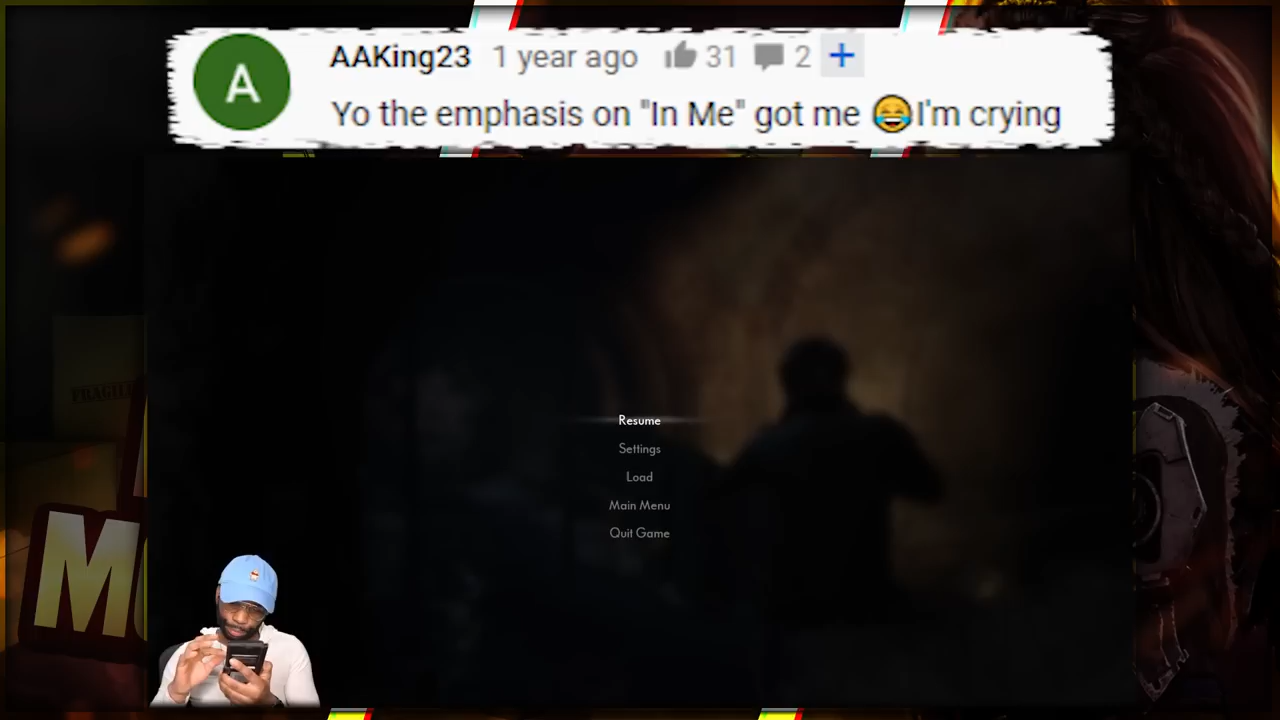 A
AAKing23 1 year ago 31 2 +
Yo the emphasis on "In Me" got me 😂I'm crying
FRAGILE
Resume
Settings
Load
Main Menu
Quit Game
M